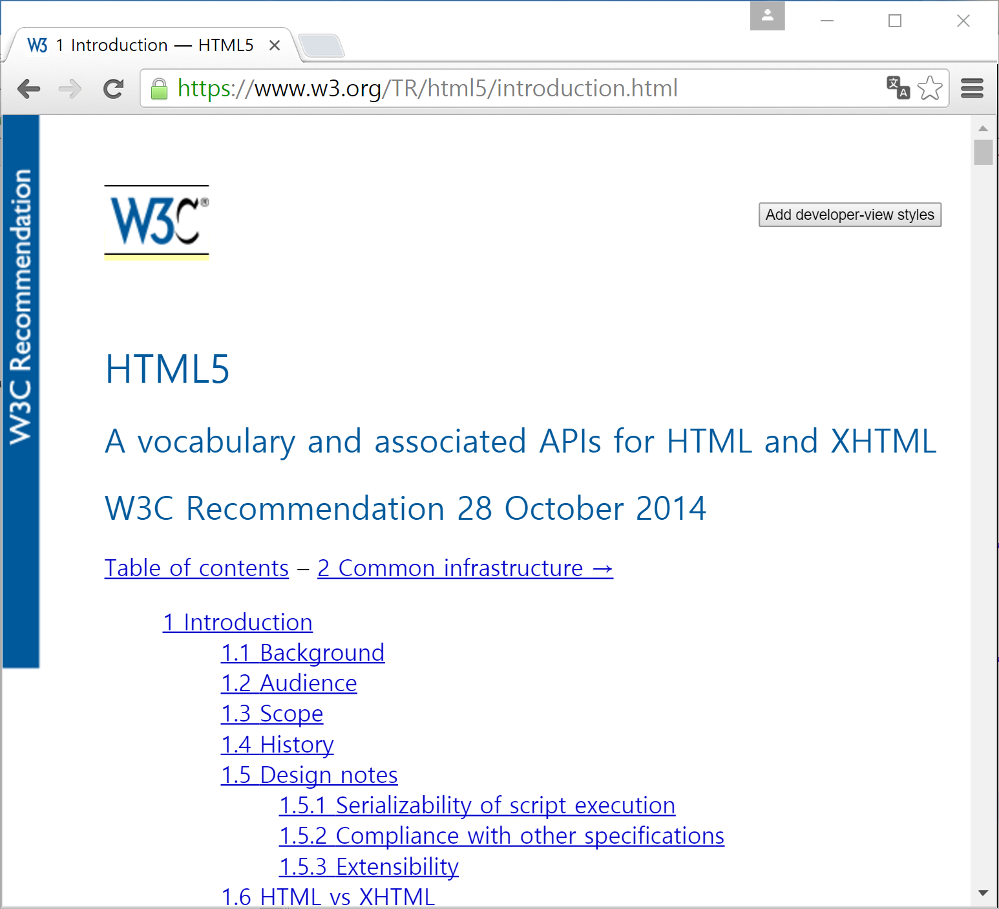 W3 1 Introduction — HTML5
https://www.w3.org/TR/html5/introduction.html
W3C Recommendation
W3C®
Add developer-view styles
HTML5
A vocabulary and associated APIs for HTML and XHTML
W3C Recommendation 28 October 2014
Table of contents – 2 Common infrastructure →
1 Introduction
1.1 Background
1.2 Audience
1.3 Scope
1.4 History
1.5 Design notes
1.5.1 Serializability of script execution
1.5.2 Compliance with other specifications
1.5.3 Extensibility
1.6 HTML vs XHTML